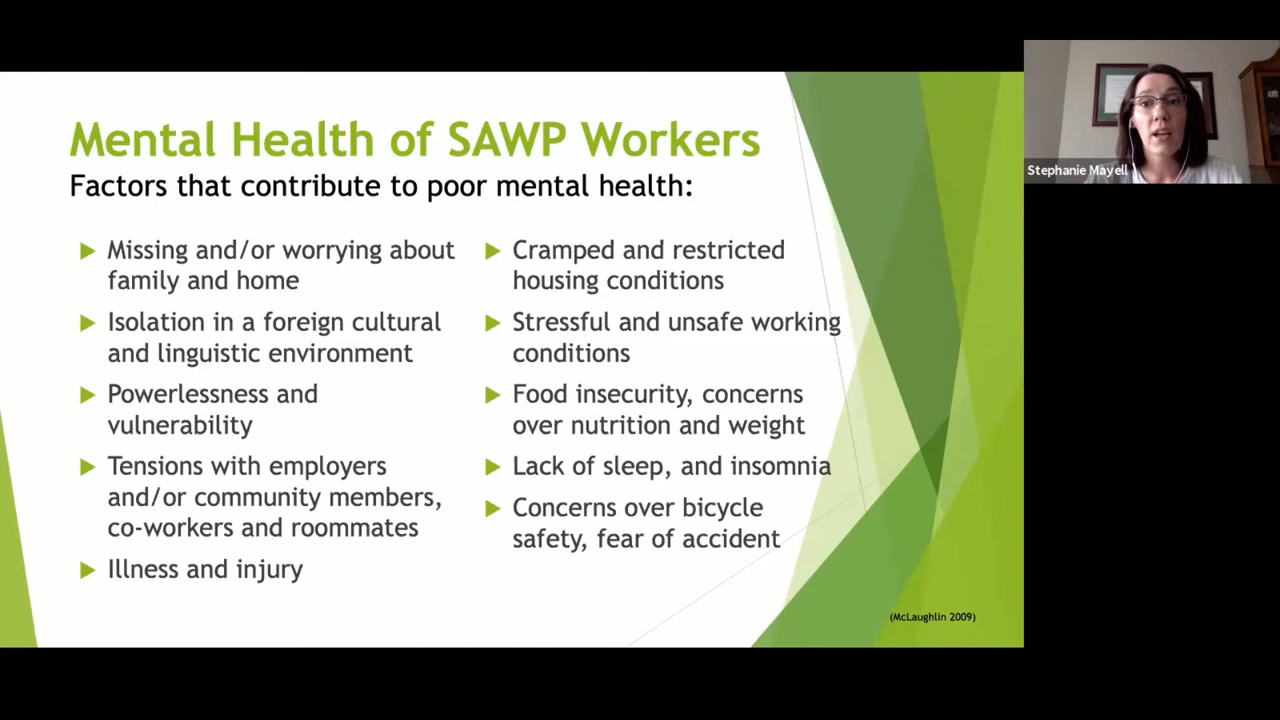 Mental Health of SAWP Workers
Factors that contribute to poor mental health:
Missing and/or worrying about
family and home
Isolation in a foreign cultural
and linguistic environment
Powerlessness and
vulnerability
Tensions with employers
and/or community members,
co-workers and roommates
Illness and injury
Cramped and restricted
housing conditions
Stressful and unsafe working
conditions
Food insecurity, concerns
over nutrition and weight
Lack of sleep, and insomnia
Concerns over bicycle
safety, fear of accident
(McLaughlin 2009)
Stephanie Mayell